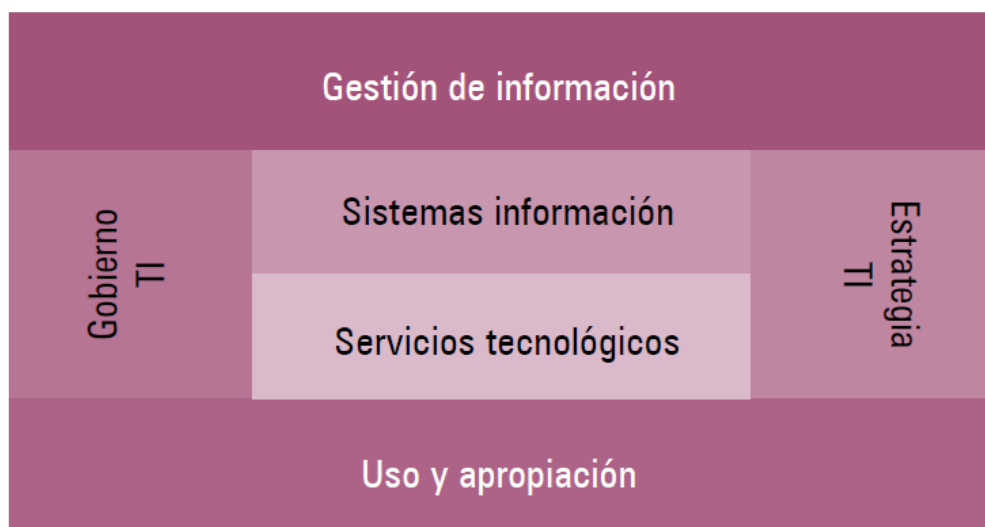 Gestión de información
Gobierno
TI
Sistemas información
Servicios tecnológicos
Estrategia
TI
Uso y apropiación